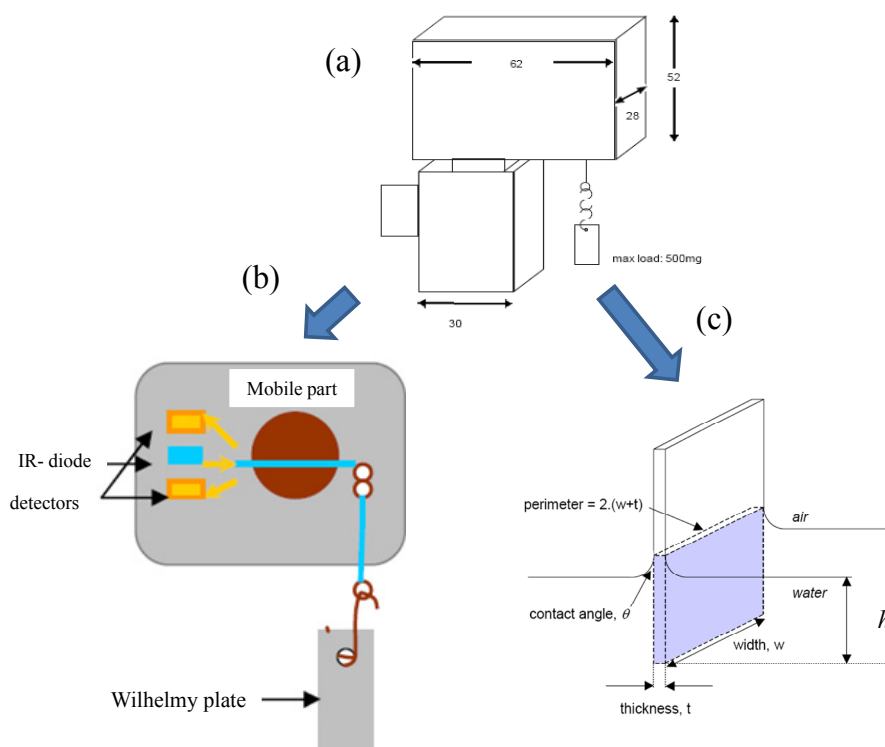 (a)
62
52
28
max load: 500mg
30
(b)
(c)
Mobile part
IR- diode
detectors
Wilhelmy plate
perimeter = 2.(w+t)
air
water
contact angle, θ
h
width, w
thickness, t